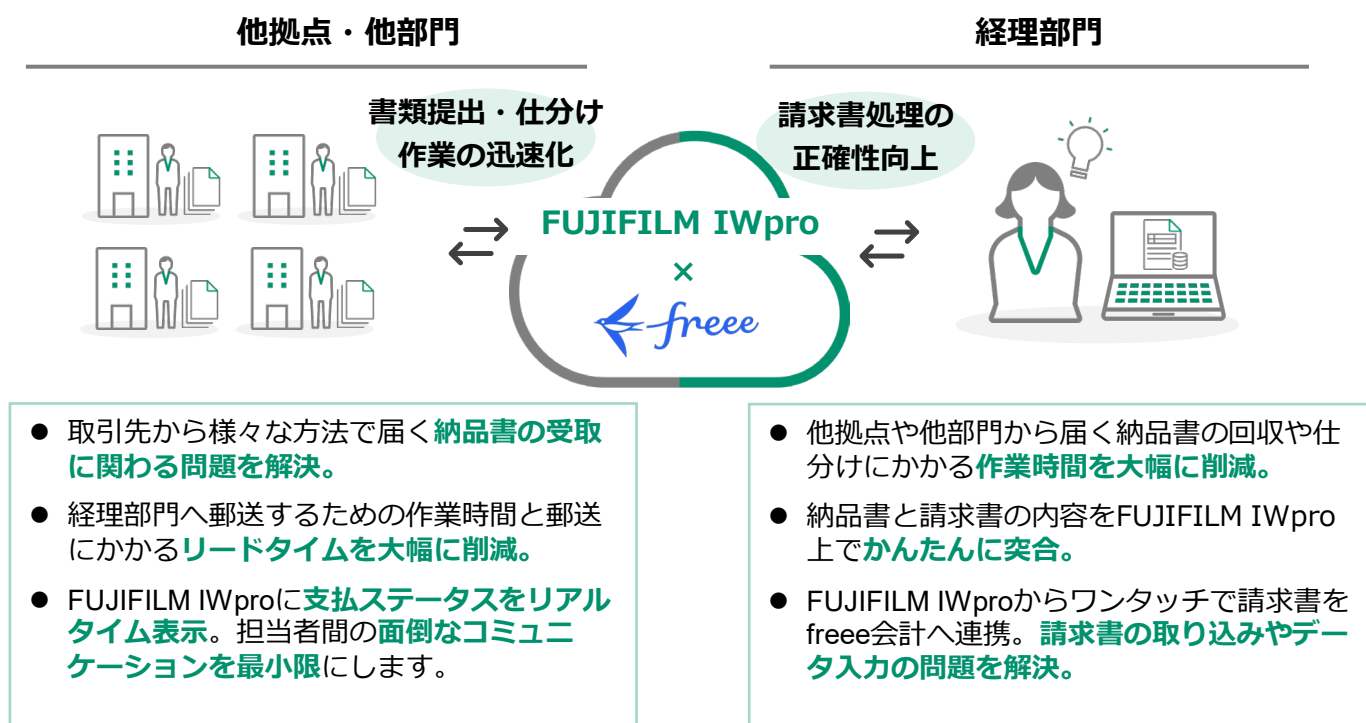 他拠点・他部門
経理部門
書類提出・仕分け
作業の迅速化
請求書処理の
正確性向上
FUJIFILM IWpro
×
freee
● 取引先から様々な方法で届く納品書の受取
に関わる問題を解決。
● 経理部門へ郵送するための作業時間と郵送
にかかるリードタイムを大幅に削減。
● FUJIFILM IWproに支払ステータスをリアル
タイム表示。担当者間の面倒なコミュニ
ケーションを最小限にします。
● 他拠点や他部門から届く納品書の回収や仕
分けにかかる作業時間を大幅に削減。
● 納品書と請求書の内容をFUJIFILM IWpro
上でかんたんに突合。
● FUJIFILM IWproからワンタッチで請求書を
freee会計へ連携。請求書の取り込みやデー
タ入力の問題を解決。